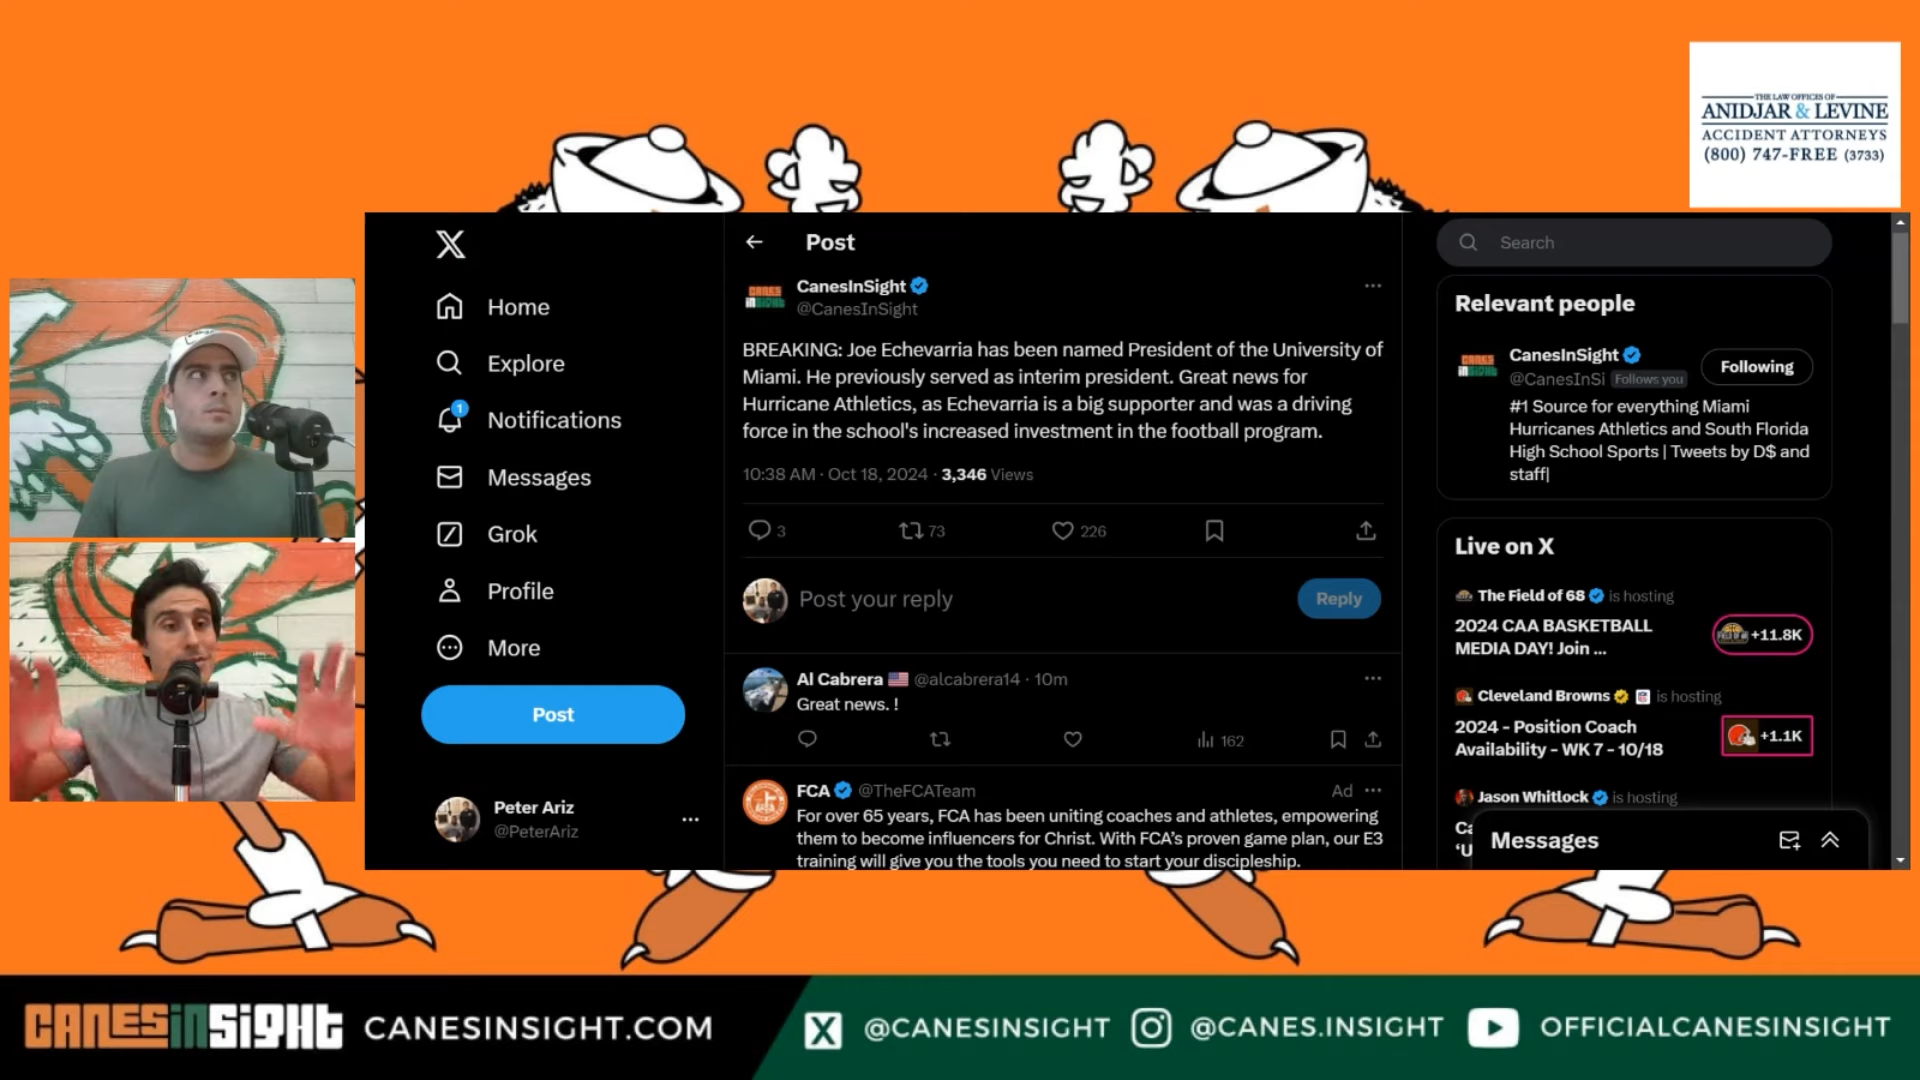 THE LAW OFFICES OF
ANIDJAR & LEVINE
ACCIDENT ATTORNEYS
(800) 747-FREE (3733)
Home
Explore
1
Notifications
Messages
Grok
Profile
More
Post
Peter Ariz
@PeterAriz
Post
CANES
INSIGHT
CanesInSight
@CanesInSight
BREAKING: Joe Echevarria has been named President of the University of
Miami. He previously served as interim president. Great news for
Hurricane Athletics, as Echevarria is a big supporter and was a driving
force in the school's increased investment in the football program.
10:38 AM · Oct 18, 2024 · 3,346 Views
3
73
226
Post your reply
Reply
Al Cabrera @alcabrera14 · 10m
Great news. !
162
FCA @TheFCATeam
Ad
For over 65 years, FCA has been uniting coaches and athletes, empowering
them to become influencers for Christ. With FCA's proven game plan, our E3
training will give you the tools you need to start your discipleship.
Search
Relevant people
CANES
INSIGHT
CanesInSight
@CanesInSi Follows you
Following
#1 Source for everything Miami
Hurricanes Athletics and South Florida
High School Sports | Tweets by D$ and
staff|
Live on X
The Field of 68 is hosting
2024 CAA BASKETBALL
MEDIA DAY! Join ...
+11.8K
Cleveland Browns is hosting
2024 - Position Coach
Availability - WK 7 - 10/18
+1.1K
Jason Whitlock is hosting
Messages
CANESINSIGHT
CANESINSIGHT.COM
@CANESINSIGHT
@CANES.INSIGHT
OFFICIALCANESINSIGHT